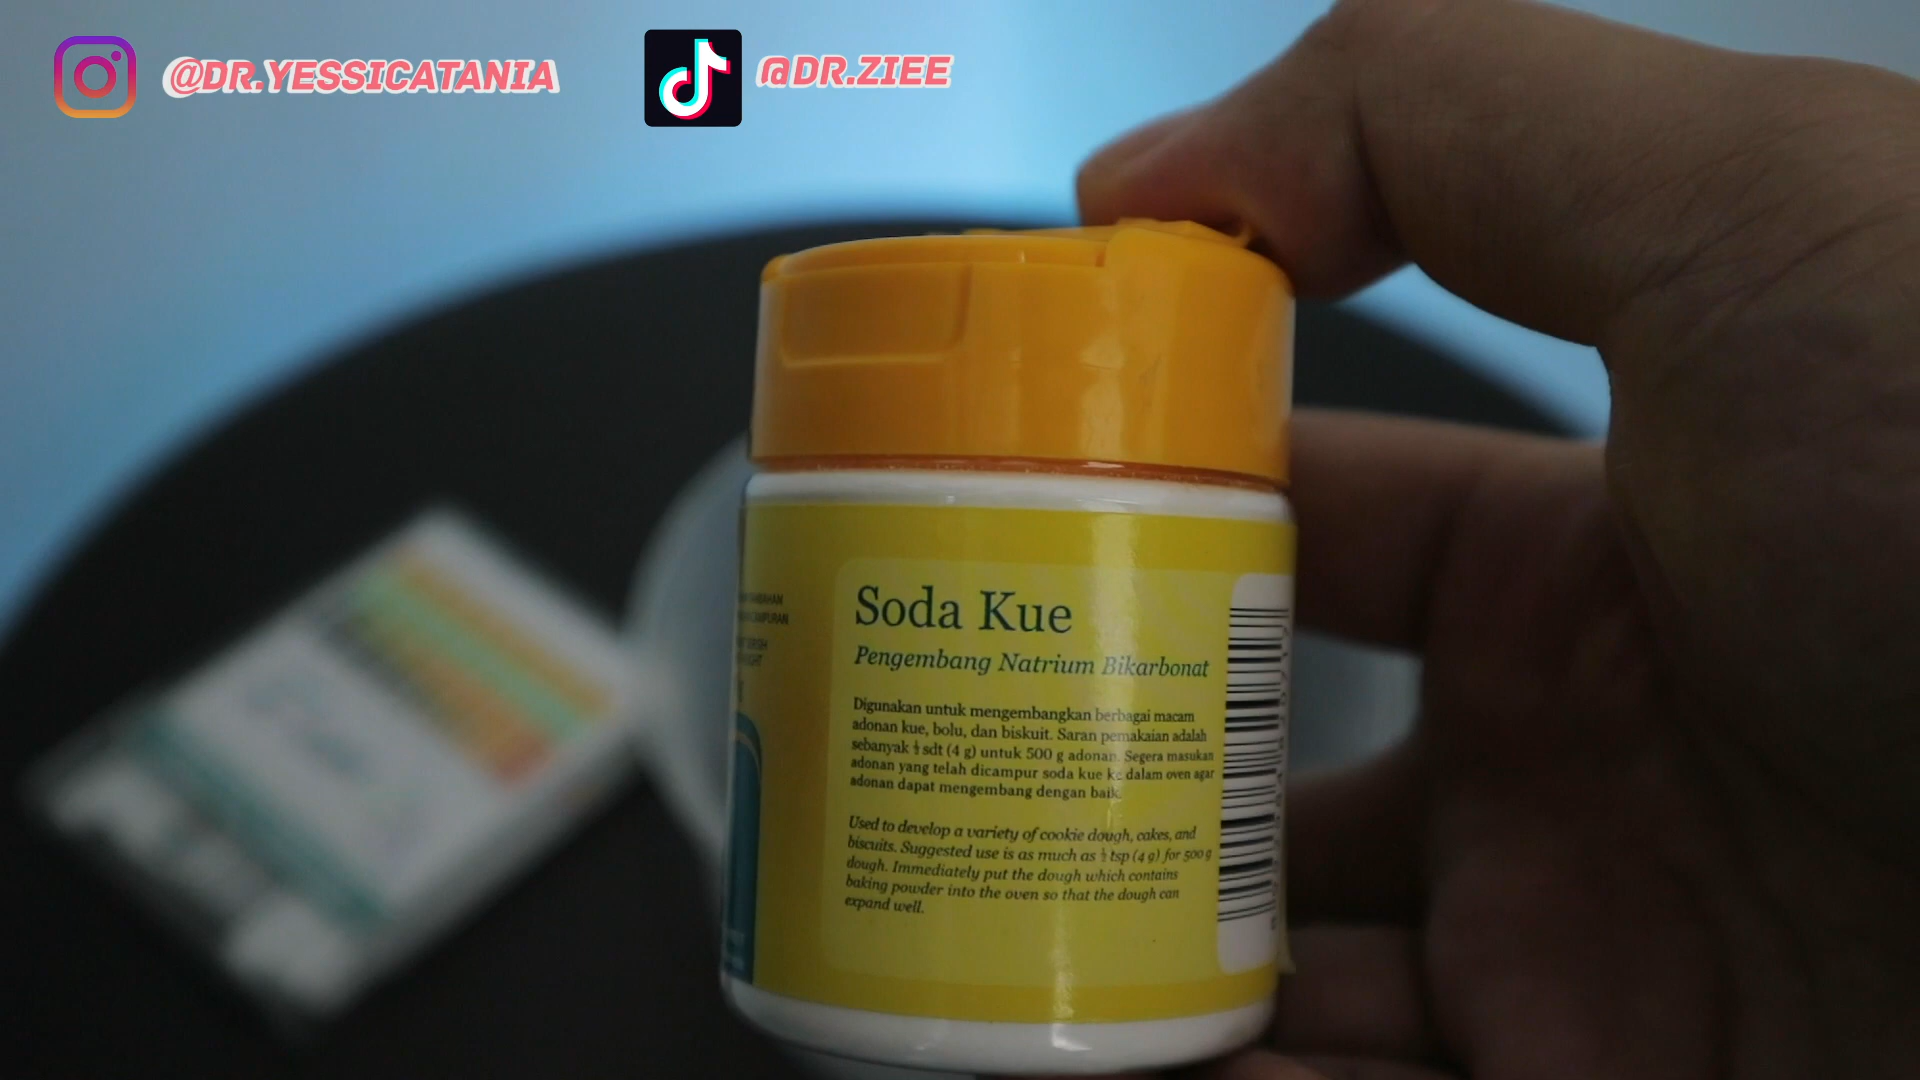 @DR.YESSICATANIA
@DR.ZIEE
Soda Kue
Pengembang Natrium Bikarbonat
Digunakan untuk mengembangkan berbagai macam
adonan kue, bolu, dan biskuit. Saran pemakaian adalah
sebanyak ½ sdt (4 g) untuk 500 g adonan. Segera masukan
adonan yang telah dicampur soda kue ke dalam oven agar
adonan dapat mengembang dengan baik.
Used to develop a variety of cookie dough, cakes, and
biscuits. Suggested use is as much as ½ tsp (4 g) for 500 g
dough. Immediately put the dough which contains
baking powder into the oven so that the dough can
expand well.